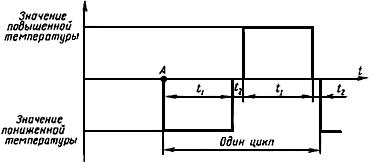 Значение
повышенной
температуры
t
A
t₁
t₂
t₁
t₂
Значение
пониженной
температуры
Один цикл